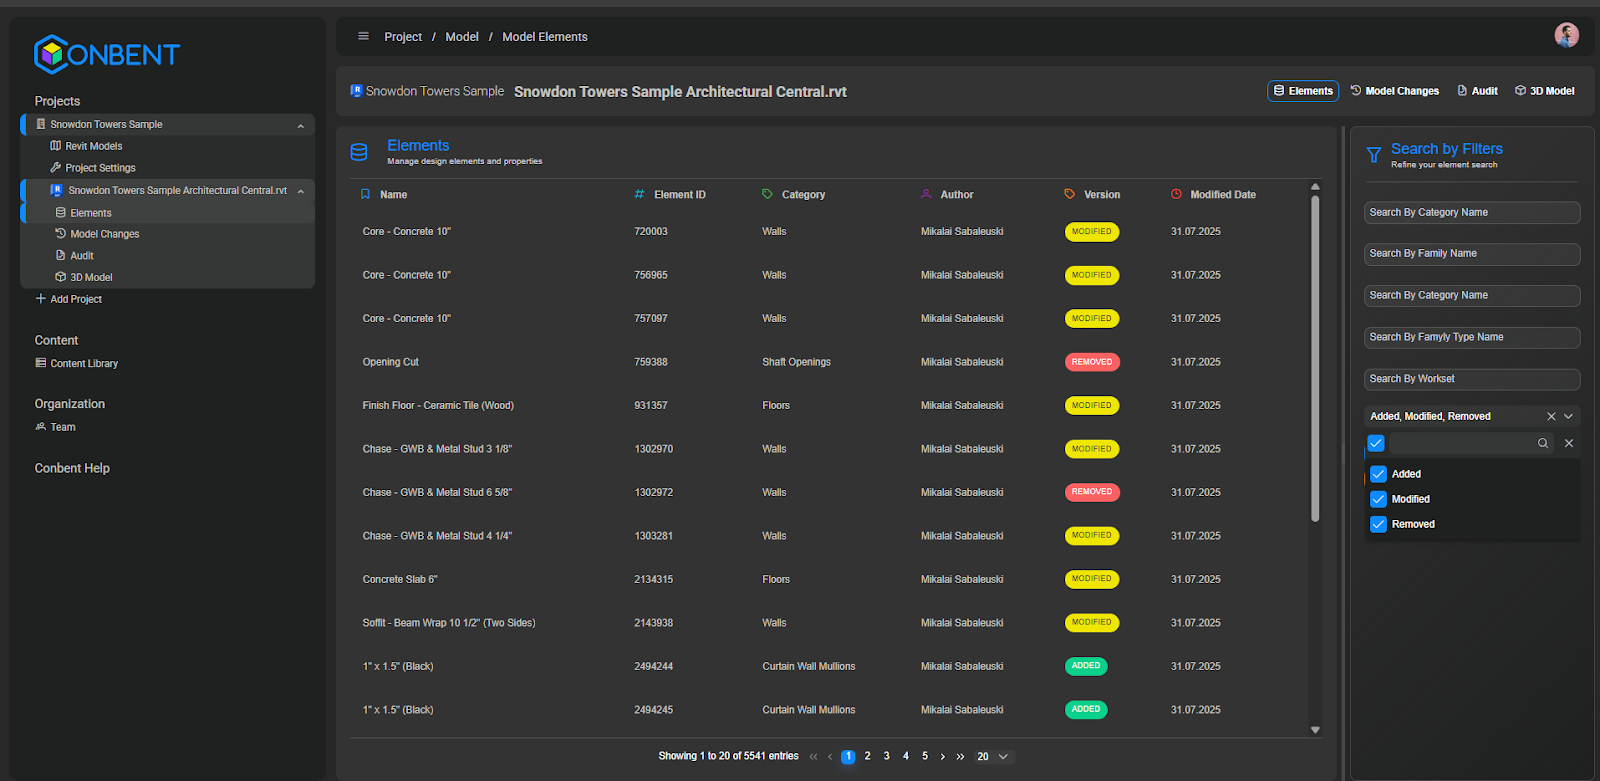 CONBENT
Projects
Snowdon Towers Sample
Revit Models
Project Settings
Snowdon Towers Sample Architectural Central.rvt
Elements
Model Changes
Audit
3D Model
Add Project
Content
Content Library
Organization
Team
Conbent Help
Project / Model / Model Elements
Snowdon Towers Sample Snowdon Towers Sample Architectural Central.rvt
Elements Model Changes Audit 3D Model
Elements
Manage design elements and properties
Name Element ID Category Author Version Modified Date
Core - Concrete 10" 720003 Walls Mikalai Sabaleuski MODIFIED 31.07.2025
Core - Concrete 10" 756965 Walls Mikalai Sabaleuski MODIFIED 31.07.2025
Core - Concrete 10" 757097 Walls Mikalai Sabaleuski MODIFIED 31.07.2025
Opening Cut 759388 Shaft Openings Mikalai Sabaleuski REMOVED 31.07.2025
Finish Floor - Ceramic Tile (Wood) 931357 Floors Mikalai Sabaleuski MODIFIED 31.07.2025
Chase - GWB & Metal Stud 3 1/8" 1302970 Walls Mikalai Sabaleuski MODIFIED 31.07.2025
Chase - GWB & Metal Stud 6 5/8" 1302972 Walls Mikalai Sabaleuski REMOVED 31.07.2025
Chase - GWB & Metal Stud 4 1/4" 1303281 Walls Mikalai Sabaleuski MODIFIED 31.07.2025
Concrete Slab 6" 2134315 Floors Mikalai Sabaleuski MODIFIED 31.07.2025
Soffit - Beam Wrap 10 1/2" (Two Sides) 2143938 Walls Mikalai Sabaleuski MODIFIED 31.07.2025
1" x 1.5" (Black) 2494244 Curtain Wall Mullions Mikalai Sabaleuski ADDED 31.07.2025
1" x 1.5" (Black) 2494245 Curtain Wall Mullions Mikalai Sabaleuski ADDED 31.07.2025
Showing 1 to 20 of 5541 entries « ‹ 1 2 3 4 5 › » 20
Search by Filters
Refine your element search
Search By Category Name
Search By Family Name
Search By Category Name
Search By Famyly Type Name
Search By Workset
Added, Modified, Removed
Added
Modified
Removed